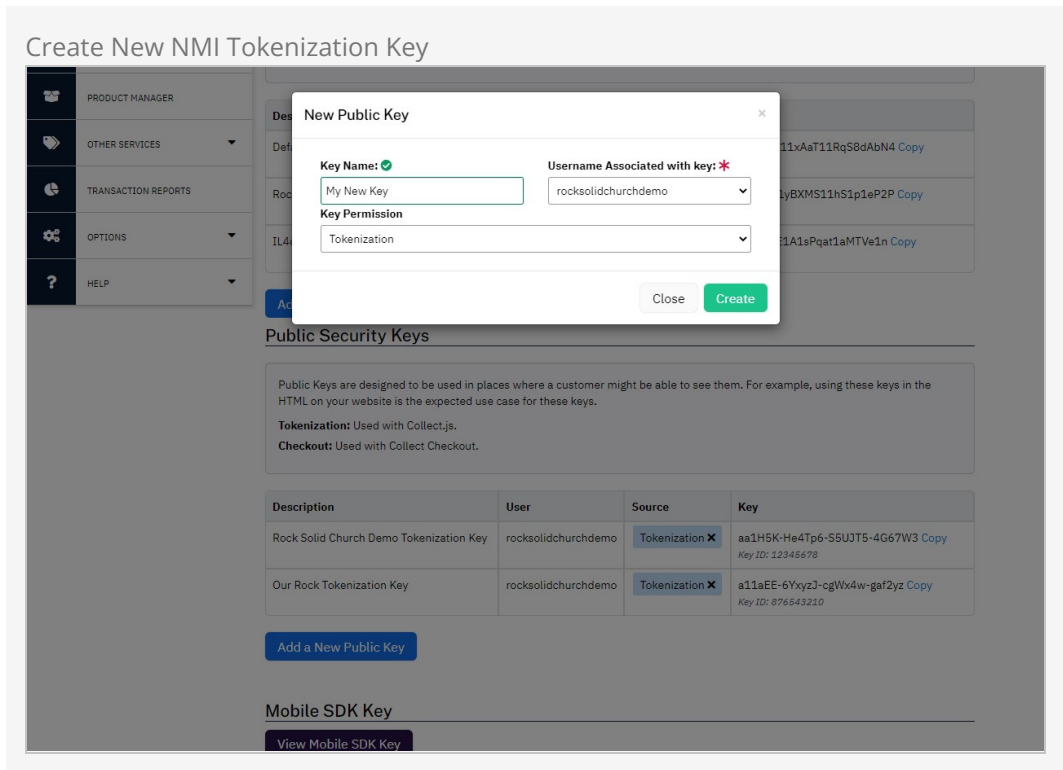 Create New NMI Tokenization Key
PRODUCT MANAGER
OTHER SERVICES
TRANSACTION REPORTS
OPTIONS
HELP
New Public Key
×
Key Name:
Username Associated with key:
My New Key
rocksolidchurchdemo
Key Permission
Tokenization
Close
Create
Copy
Copy
Copy
Public Security Keys
Public Keys are designed to be used in places where a customer might be able to see them. For example, using these keys in the
HTML on your website is the expected use case for these keys.
Tokenization: Used with Collect.js.
Checkout: Used with Collect Checkout.
Description User Source Key
Rock Solid Church Demo Tokenization Key rocksolidchurchdemo Tokenization aa1H5K-He4Tp6-S5UJT5-4G67W3 Copy
Key ID: 12345678
Our Rock Tokenization Key rocksolidchurchdemo Tokenization a11aEE-6YxyzJ-cgWx4w-gaf2yz Copy
Key ID: 876543210
Add a New Public Key
Mobile SDK Key
View Mobile SDK Key